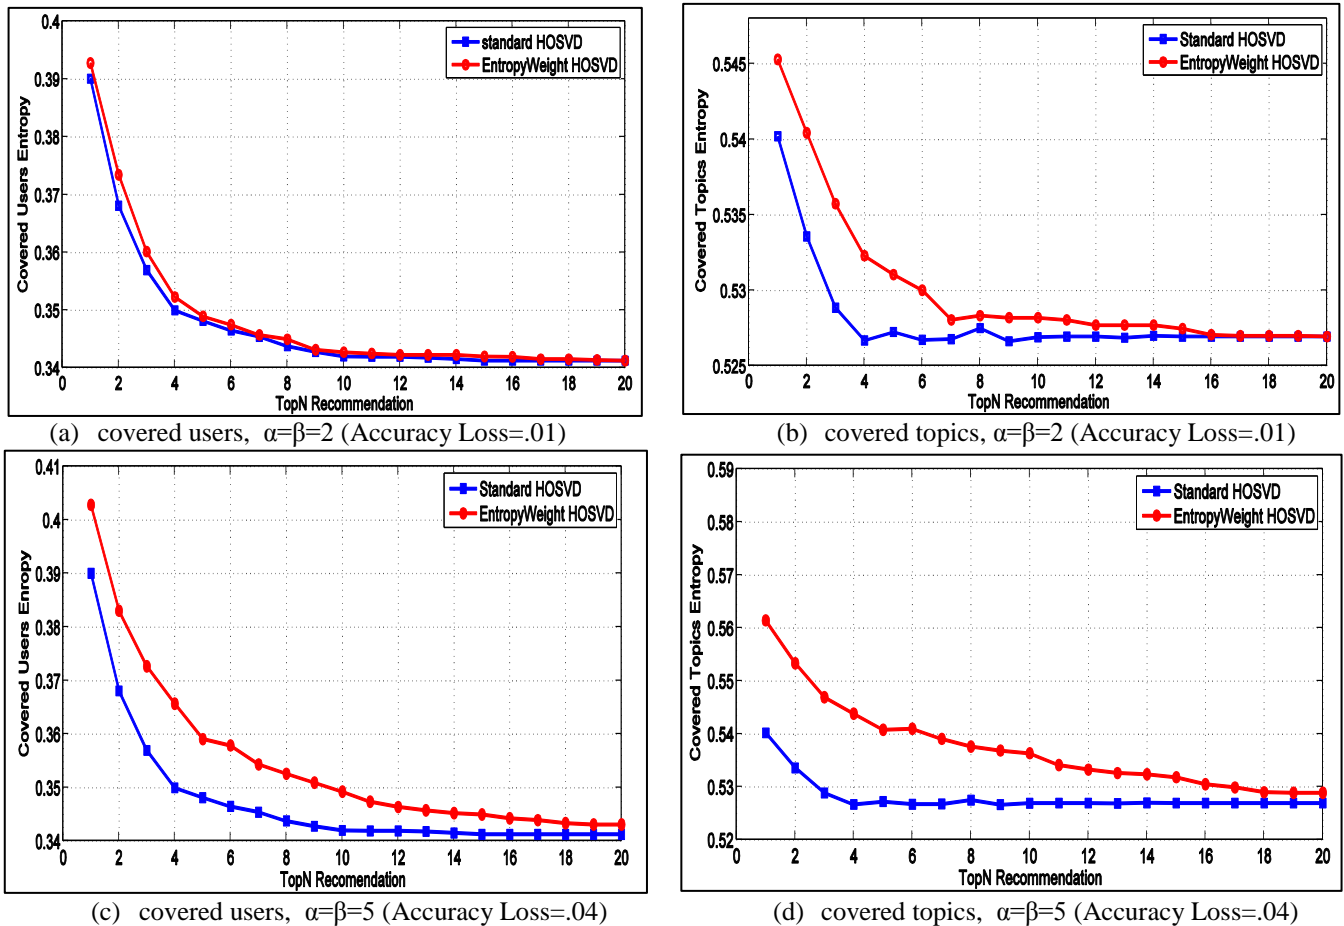 0.4
0.39
0.38
0.37
0.36
0.35
0.34
0 2 4 6 8 10 12 14 16 18 20
Covered Users Entropy
TopN Recommendation
standard HOSVD
EntropyWeight HOSVD
(a) covered users, α=β=2 (Accuracy Loss=.01)
0.545
0.54
0.535
0.53
0.525
0 2 4 6 8 10 12 14 16 18 20
Covered Topics Entropy
TopN Recommendation
Standard HOSVD
EntropyWeight HOSVD
(b) covered topics, α=β=2 (Accuracy Loss=.01)
0.41
0.4
0.39
0.38
0.37
0.36
0.35
0.34
0 2 4 6 8 10 12 14 16 18 20
Covered Users Enropy
TopN Recomendation
Standard HOSVD
EntropyWeight HOSVD
(c) covered users, α=β=5 (Accuracy Loss=.04)
0.59
0.58
0.57
0.56
0.55
0.54
0.53
0.52
0 2 4 6 8 10 12 14 16 18 20
Covered Topics Entropy
TopN Recommendation
Standard HOSVD
EntropyWeight HOSVD
(d) covered topics, α=β=5 (Accuracy Loss=.04)